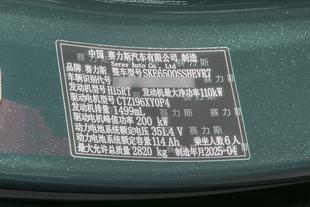 中国 赛力斯汽车有限公司 制造
Seres Auto Co., Ltd.
品牌 赛力斯 整车型号 SKE6500SSHEVR7
车辆识别代号
发动机型号 H15RT 发动机最大净功率 110kW
驱动电机型号 CTZ196XY0P4
发动机排量 1499mL
驱动电机峰值功率 200 kW
动力电池系统额定电压 351.4 V
动力电池系统额定容量 114 Ah 乘坐人数 6人
最大允许总质量 2820 kg 制造年月 2025-04